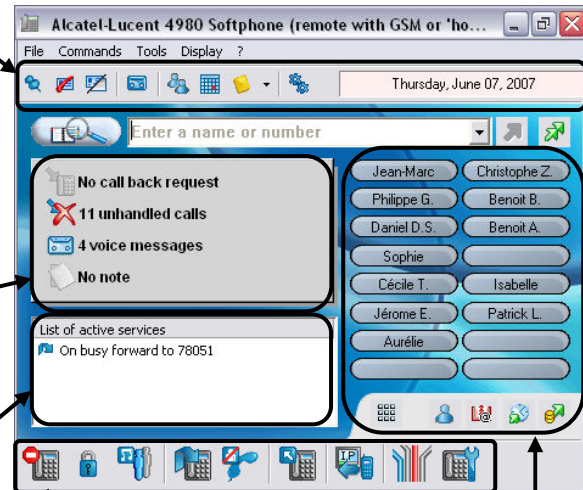 Alcatel-Lucent 4980 Softphone (remote with GSM or 'ho...
File Commands Tools Display ?
Thursday, June 07, 2007
Enter a name or number
No call back request
11 unhandled calls
4 voice messages
No note
List of active services
On busy forward to 78051
Jean-Marc Christophe Z.
Philippe G. Benoit B.
Daniel D.S. Benoit A.
Sophie
Cécile T. Isabelle
Jérome E. Patrick L.
Aurélie
IP